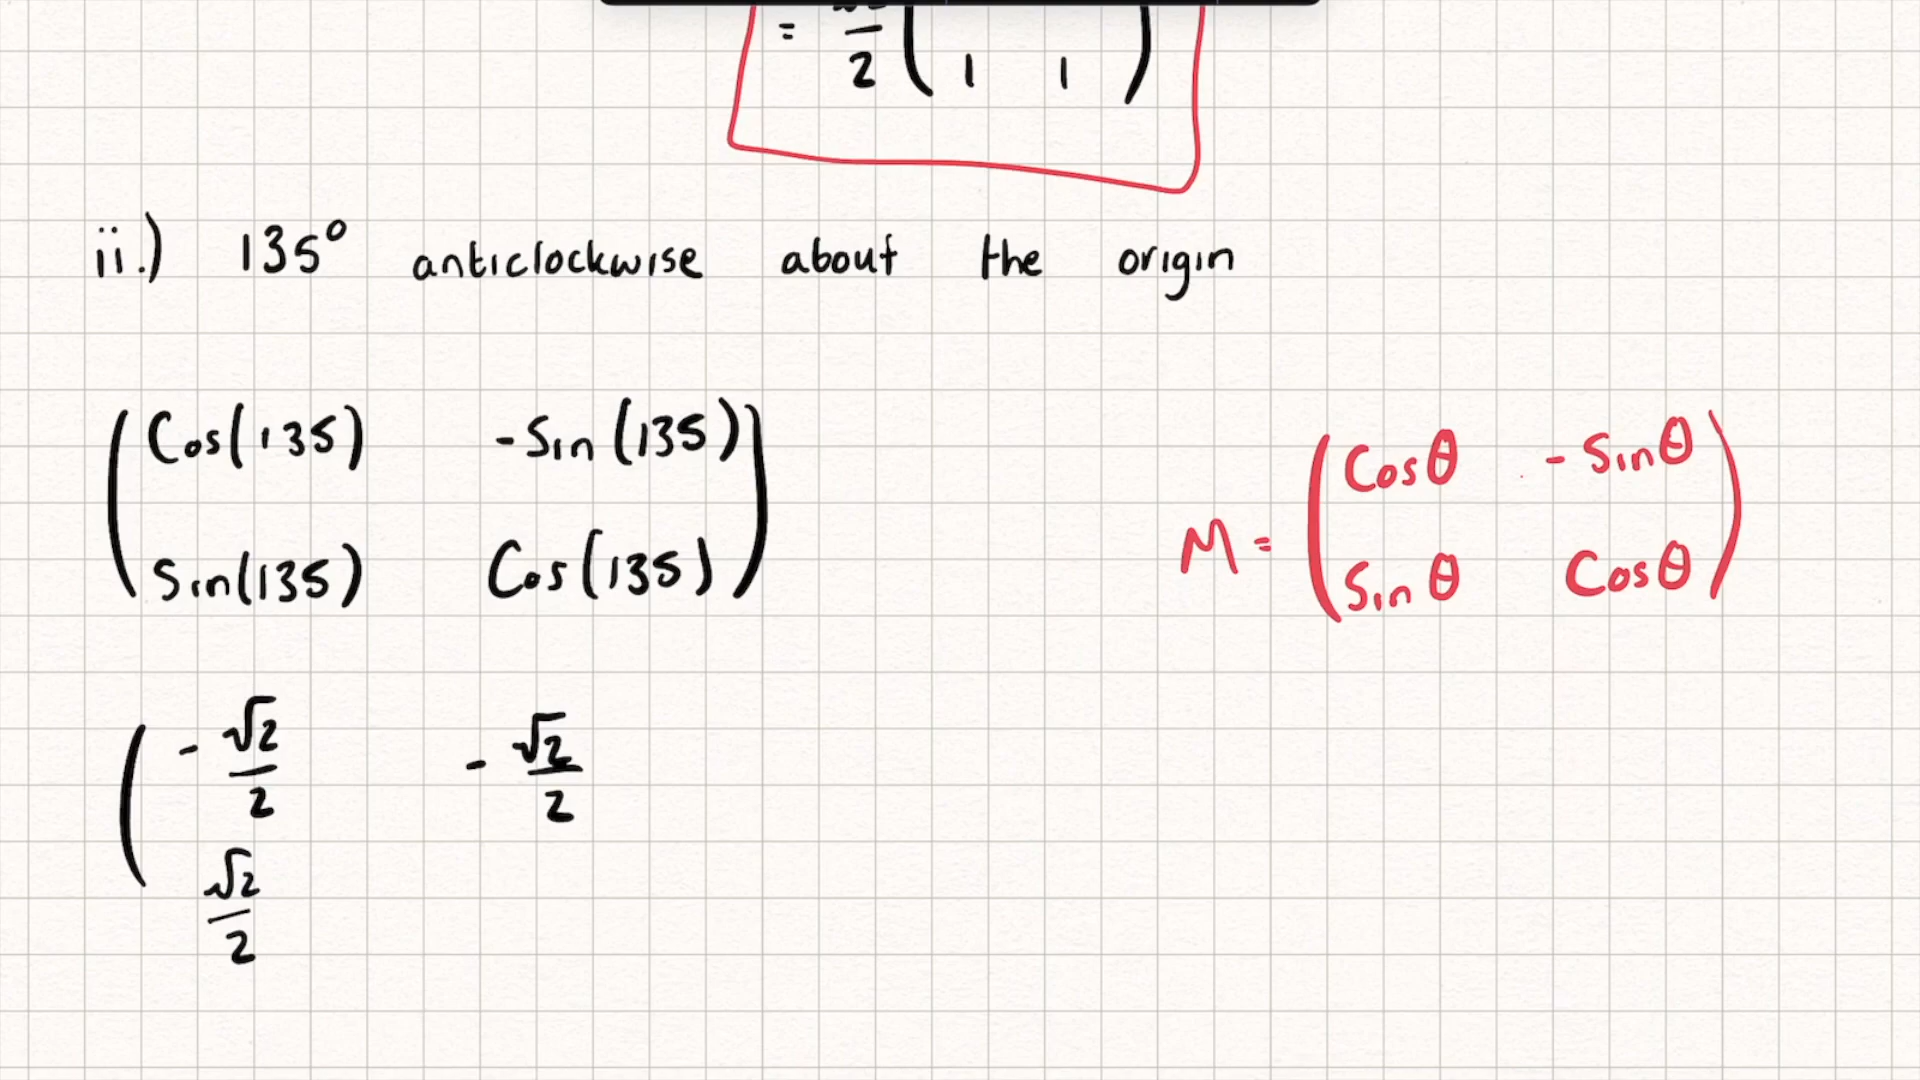 = √2/2 ( 1 1 )
ii.) 135° anticlockwise about the origin
( Cos(135) -Sin(135) )
( Sin(135) Cos(135) )
M = ( Cosθ - Sinθ )
( Sinθ Cosθ )
( - √2/2 - √2/2
√2/2